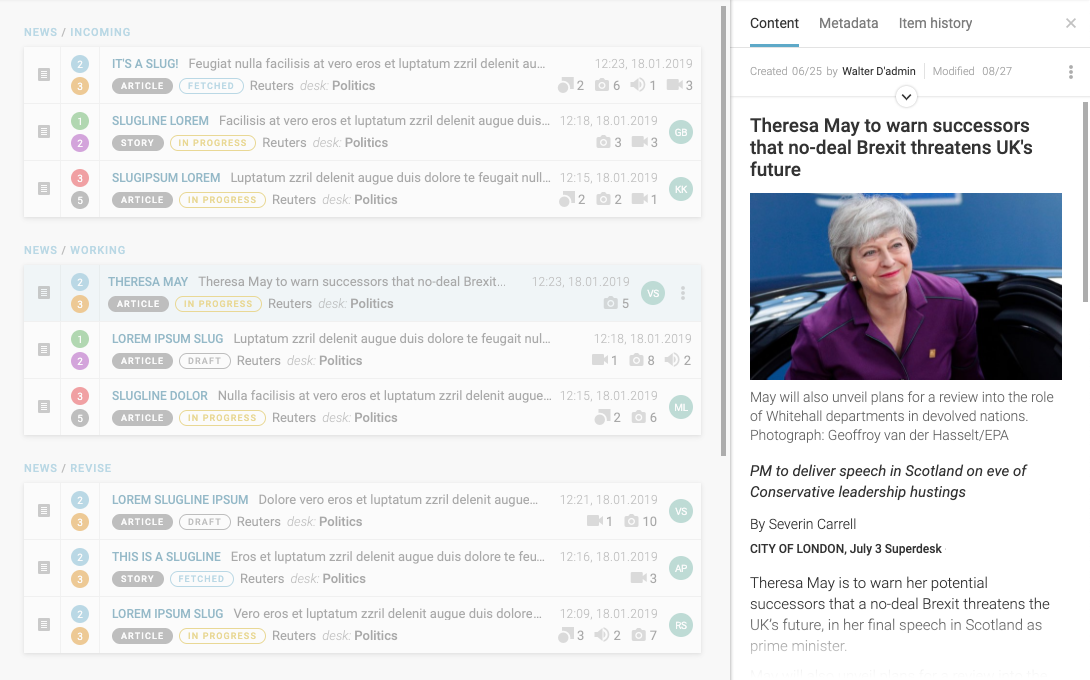 NEWS / INCOMING
2 IT'S A SLUG! Feugiat nulla facilisis at vero eros et luptatum zzril delenit au... 12:23, 18.01.2019
3 ARTICLE FETCHED Reuters desk: Politics 2 6 1 3
1 SLUGLINE LOREM Facilisis at vero eros et luptatum zzril delenit augue duis... 12:18, 18.01.2019 GB
2 STORY IN PROGRESS Reuters desk: Politics 3 3
3 SLUGIPSUM LOREM Luptatum zzril delenit augue duis dolore te feugait null... 12:15, 18.01.2019 KK
5 ARTICLE IN PROGRESS Reuters desk: Politics 2 2 1
NEWS / WORKING
2 THERESA MAY Theresa May to warn successors that no-deal Brexit... 12:23, 18.01.2019 VS
3 ARTICLE IN PROGRESS Reuters desk: Politics 5
1 LOREM IPSUM SLUG Luptatum zzril delenit augue duis dolore te feugait nul... 12:18, 18.01.2019
2 ARTICLE DRAFT Reuters desk: Politics 1 8 2
3 SLUGLINE DOLOR Nulla facilisis at vero eros et luptatum zzril delenit augue... 12:15, 18.01.2019 ML
5 ARTICLE IN PROGRESS Reuters desk: Politics 2 6
NEWS / REVISE
2 LOREM SLUGLINE IPSUM Dolore vero eros et luptatum zzril delenit augue... 12:21, 18.01.2019 VS
3 ARTICLE DRAFT Reuters desk: Politics 1 10
2 THIS IS A SLUGLINE Eros et luptatum zzril delenit augue duis dolore te feu... 12:16, 18.01.2019 AP
3 STORY FETCHED Reuters desk: Politics 3
2 LOREM IPSUM SLUG Vero eros et luptatum zzril delenit augue duis dolore... 12:09, 18.01.2019 RS
3 ARTICLE IN PROGRESS Reuters desk: Politics 3 2 7
Content Metadata Item history
Created 06/25 by Walter D'admin Modified 08/27
Theresa May to warn successors
that no-deal Brexit threatens UK's
future
May will also unveil plans for a review into the role
of Whitehall departments in devolved nations.
Photograph: Geoffroy van der Hasselt/EPA
PM to deliver speech in Scotland on eve of
Conservative leadership hustings
By Severin Carrell
CITY OF LONDON, July 3 Superdesk
Theresa May is to warn her potential
successors that a no-deal Brexit threatens the
UK's future, in her final speech in Scotland as
prime minister.